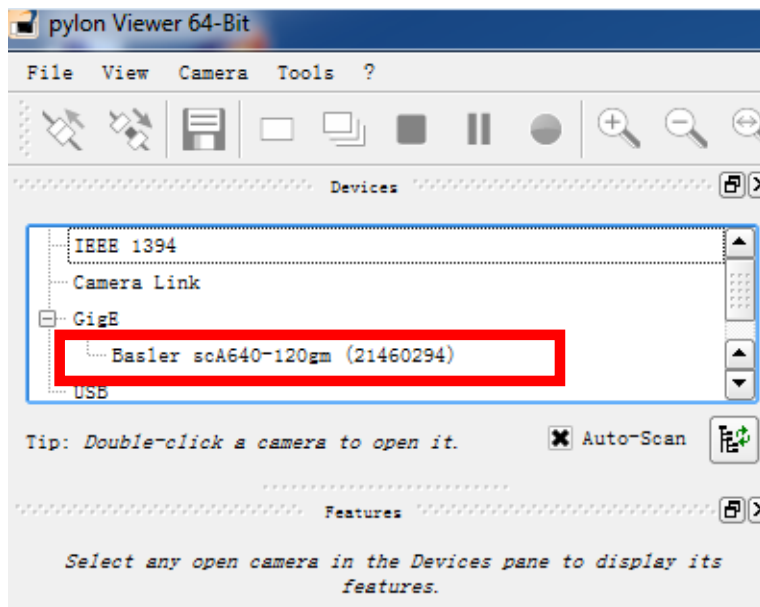 pylon Viewer 64-Bit
File View Camera Tools ?
Devices
IEEE 1394
Camera Link
GigE
Basler scA640-120gm (21460294)
USB
Tip: Double-click a camera to open it.
Auto-Scan
Features
Select any open camera in the Devices pane to display its
features.